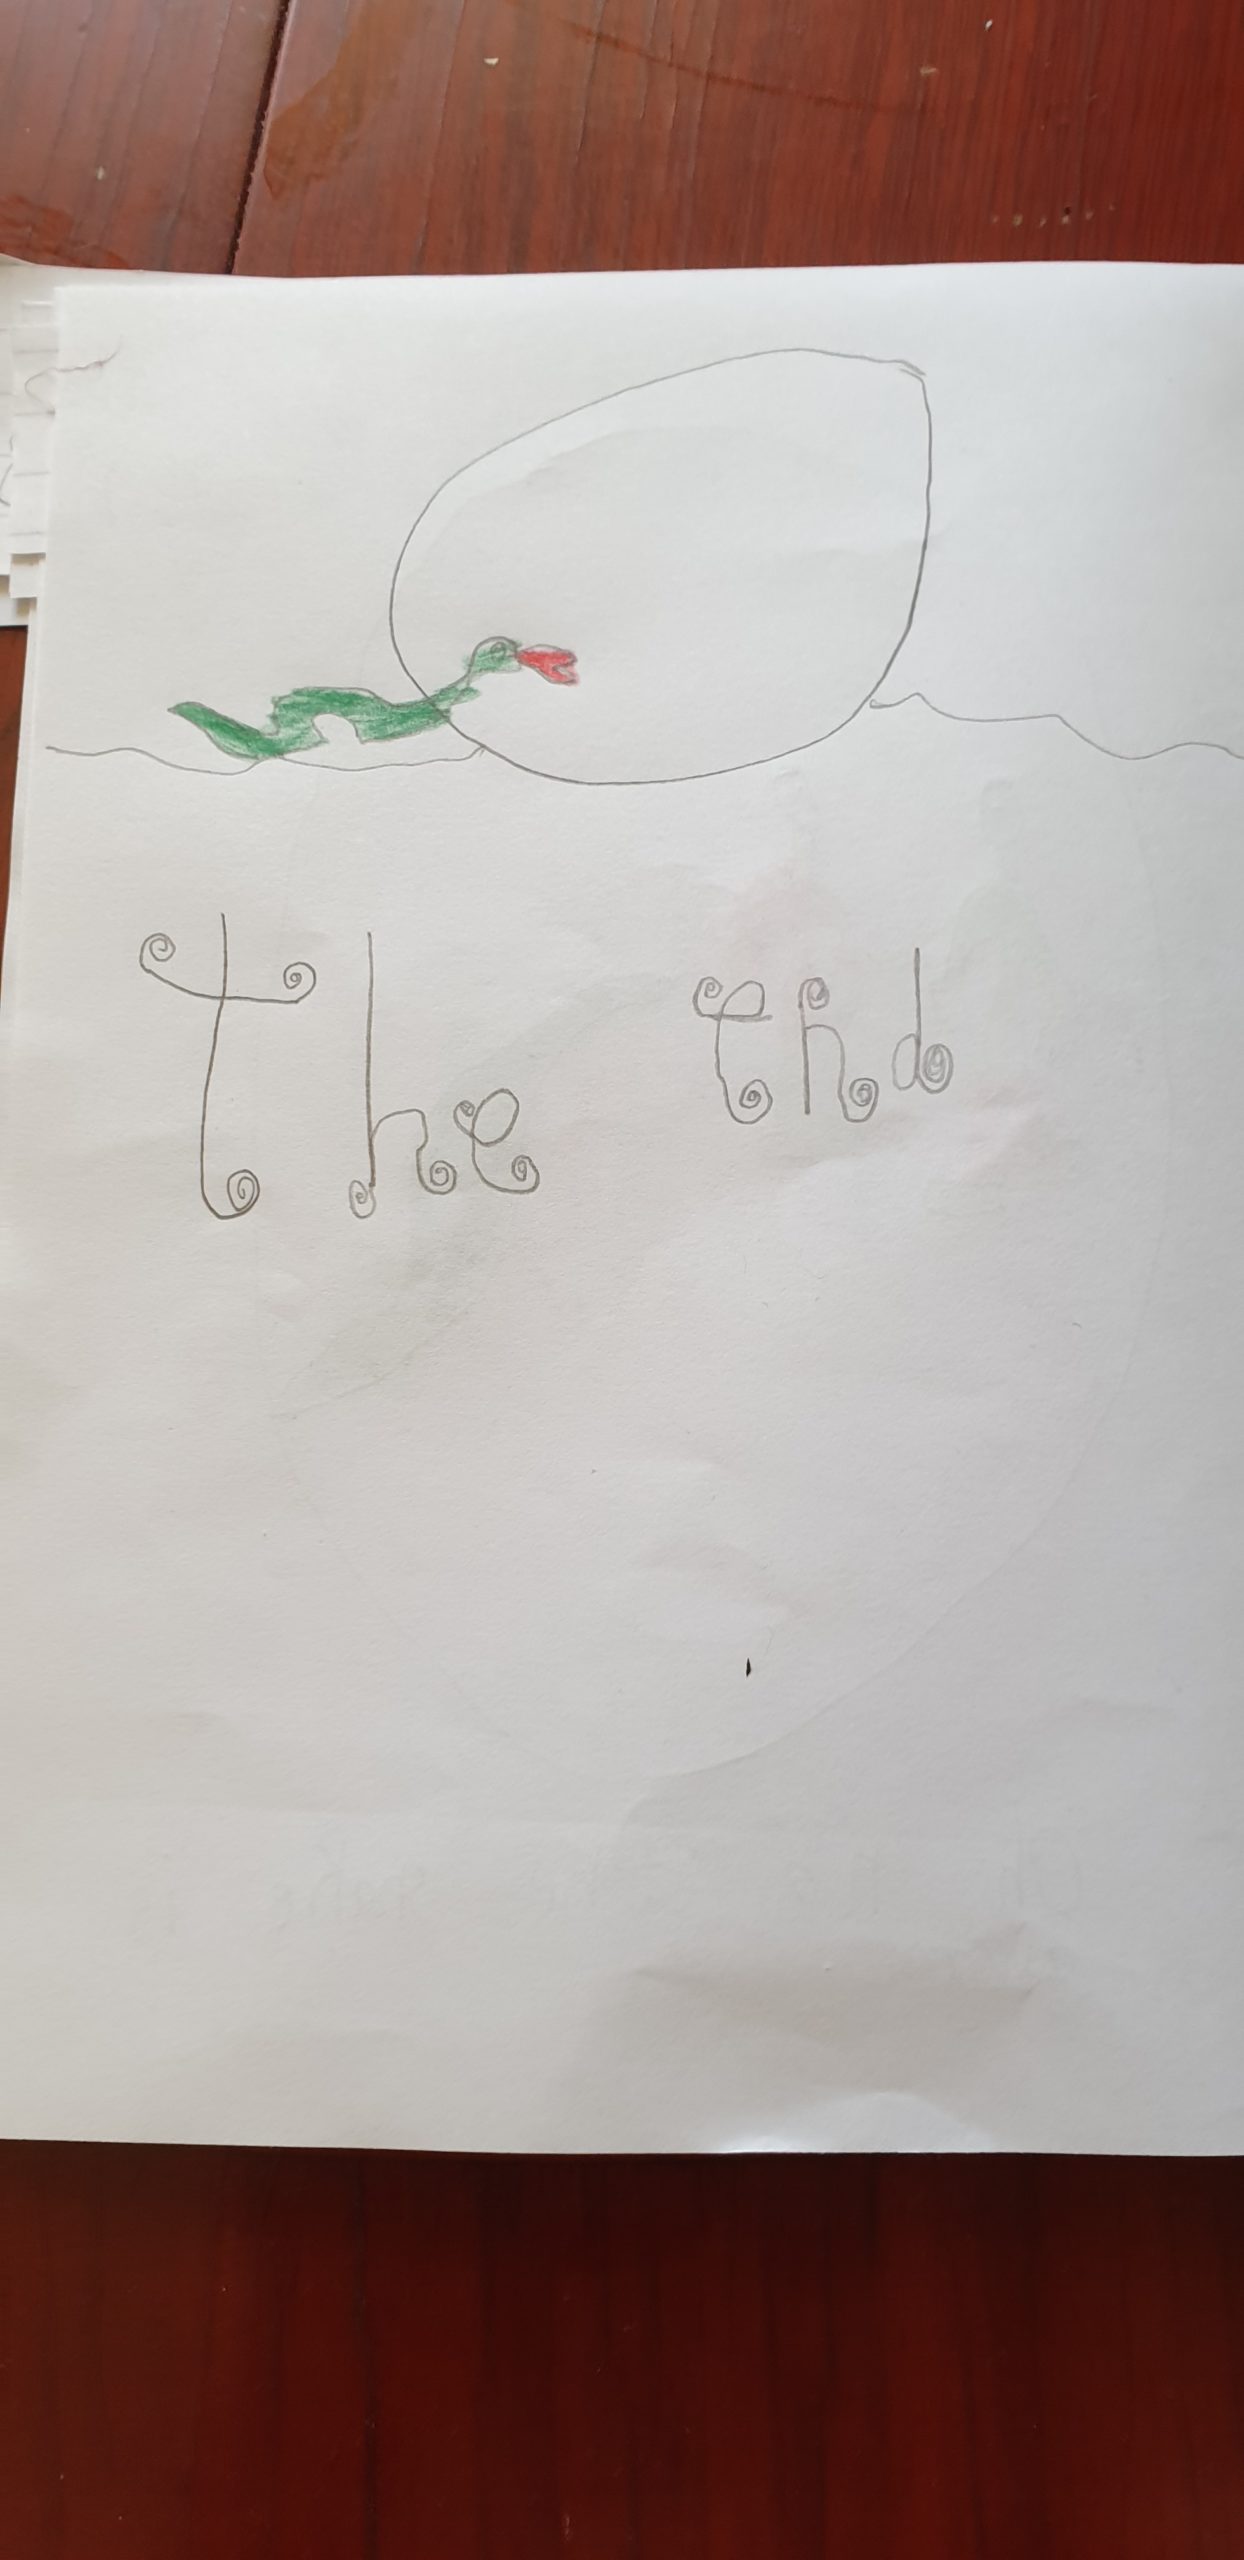 the end